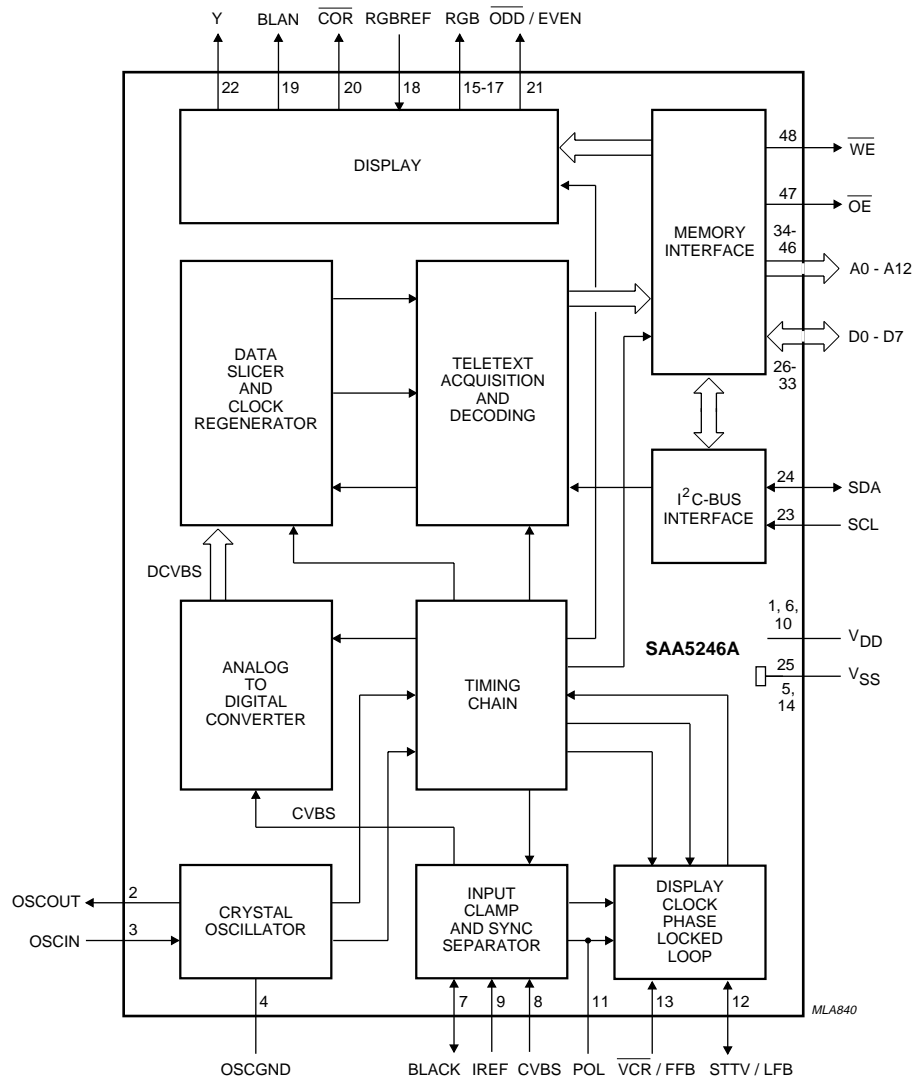 Y BLAN COR RGBREF RGB ODD / EVEN
22 19 20 18 15-17 21
DISPLAY
MEMORY
INTERFACE
48 WE
47 OE
34-
46
A0 - A12
D0 - D7
26-
33
DATA
SLICER
AND
CLOCK
REGENERATOR
TELETEXT
ACQUISITION
AND
DECODING
I²C-BUS
INTERFACE
24 SDA
23 SCL
DCVBS
ANALOG
TO
DIGITAL
CONVERTER
TIMING
CHAIN
SAA5246A
1, 6,
10
VDD
25
VSS
5,
14
CVBS
OSCOUT 2
OSCIN 3
CRYSTAL
OSCILLATOR
INPUT
CLAMP
AND SYNC
SEPARATOR
DISPLAY
CLOCK
PHASE
LOCKED
LOOP
4 7 9 8 11 13 12
MLA840
OSCGND BLACK IREF CVBS POL VCR / FFB STTV / LFB